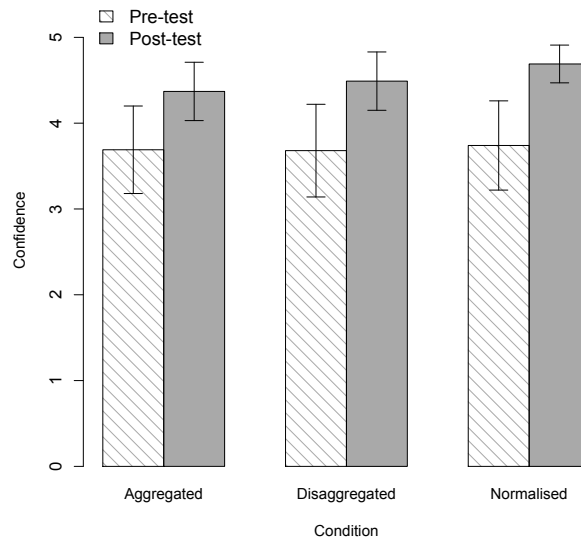 Pre-test
Post-test
5
4
3
2
1
0
Confidence
Aggregated Disaggregated Normalised
Condition